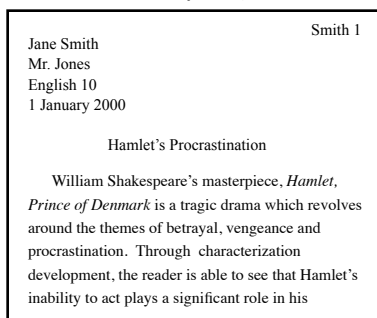 Smith 1
Jane Smith
Mr. Jones
English 10
1 January 2000
Hamlet’s Procrastination
William Shakespeare’s masterpiece, Hamlet,
Prince of Denmark is a tragic drama which revolves
around the themes of betrayal, vengeance and
procrastination.  Through  characterization
development, the reader is able to see that Hamlet’s
inability to act plays a significant role in his